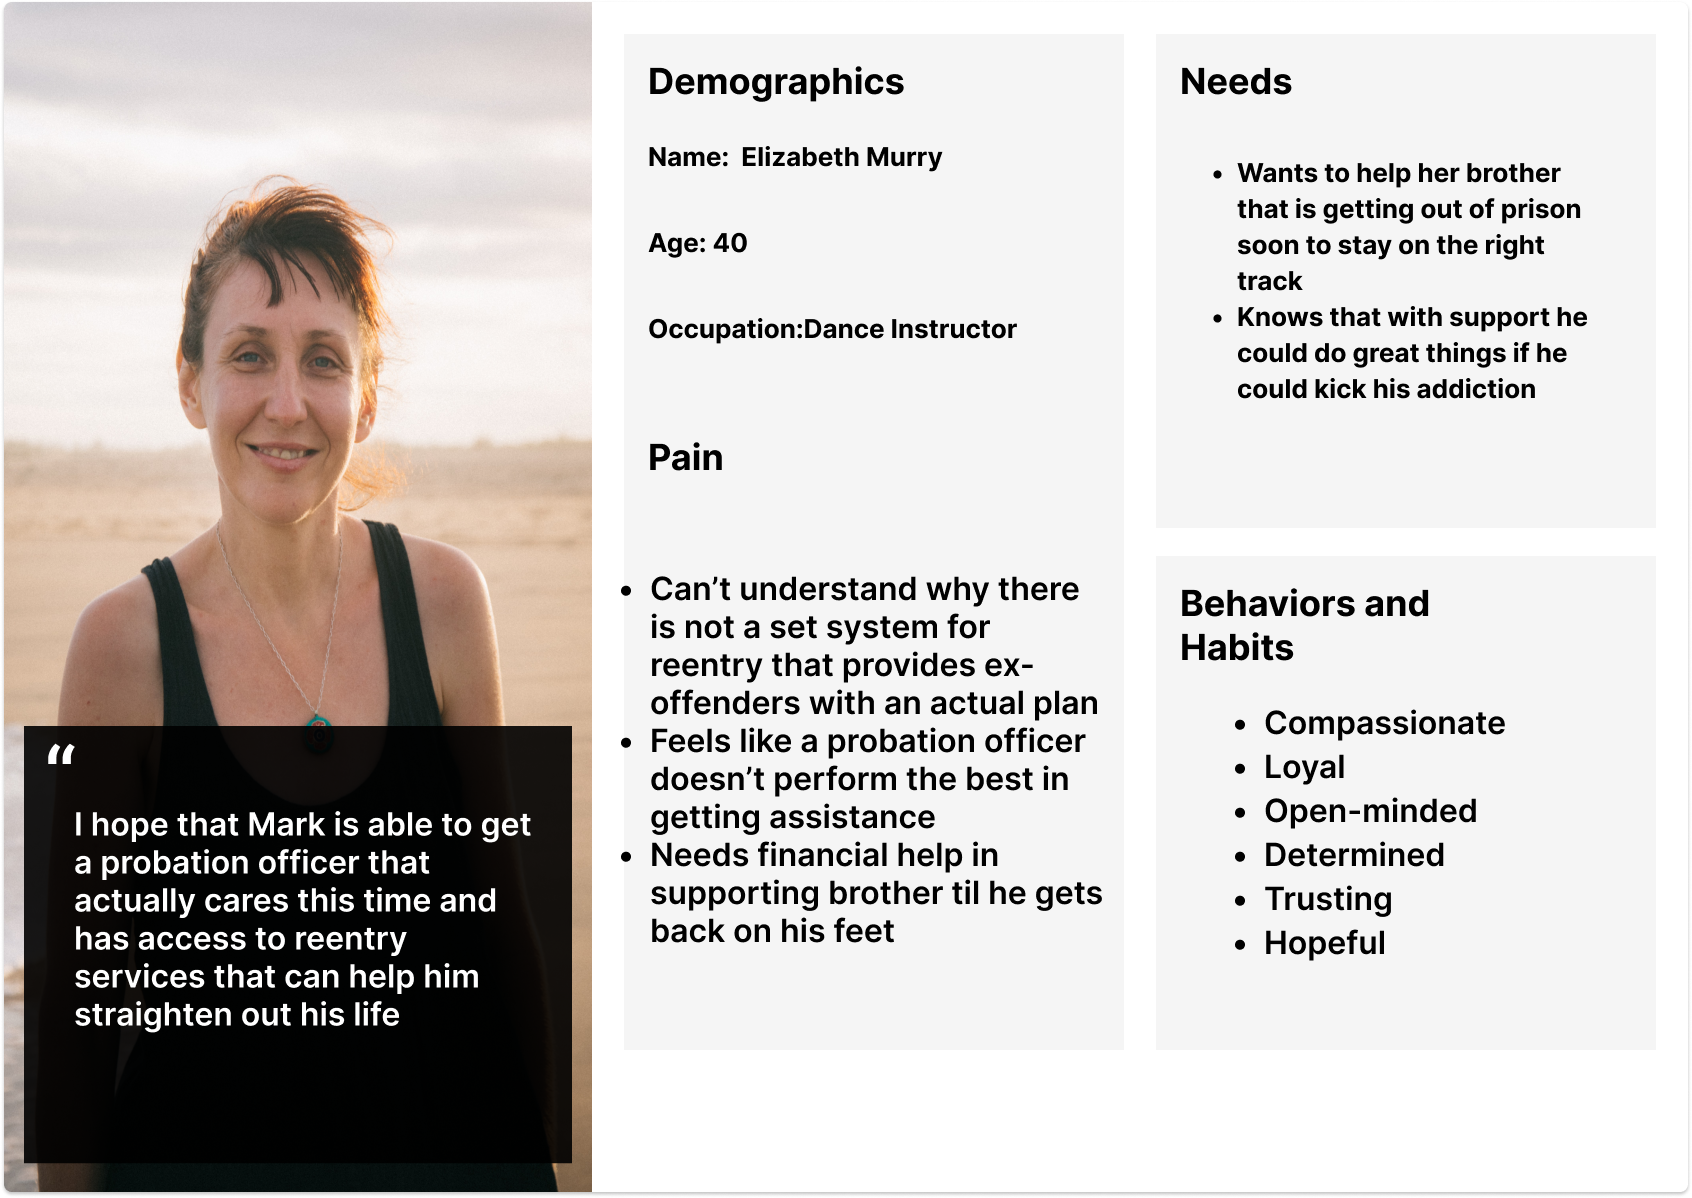 Demographics
Name: Elizabeth Murry
Age: 40
Occupation:Dance Instructor
Pain
• Can’t understand why there
is not a set system for
reentry that provides ex-
offenders with an actual plan
• Feels like a probation officer
doesn’t perform the best in
getting assistance
• Needs financial help in
supporting brother til he gets
back on his feet
Needs
• Wants to help her brother
that is getting out of prison
soon to stay on the right
track
• Knows that with support he
could do great things if he
could kick his addiction
Behaviors and
Habits
• Compassionate
• Loyal
• Open-minded
• Determined
• Trusting
• Hopeful
“
I hope that Mark is able to get
a probation officer that
actually cares this time and
has access to reentry
services that can help him
straighten out his life